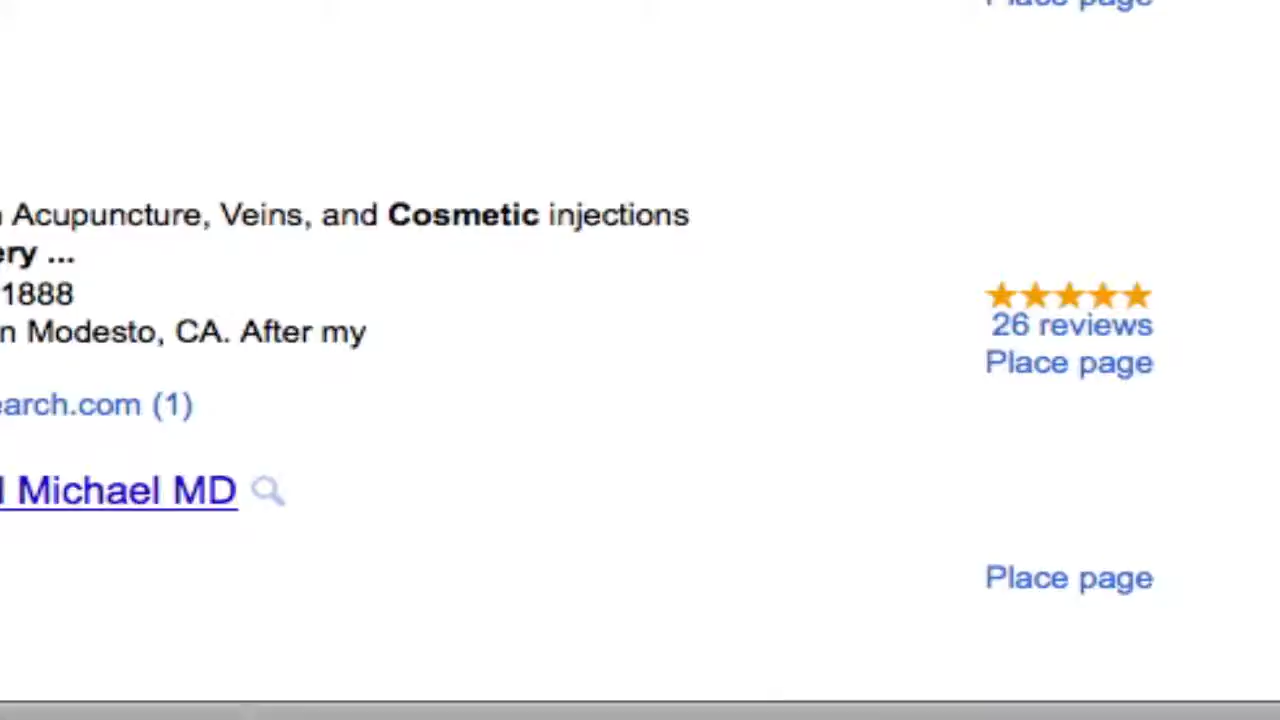 Place page
Acupuncture, Veins, and Cosmetic injections
ery ...
1888
26 reviews
n Modesto, CA. After my
Place page
earch.com (1)
Michael MD
Place page